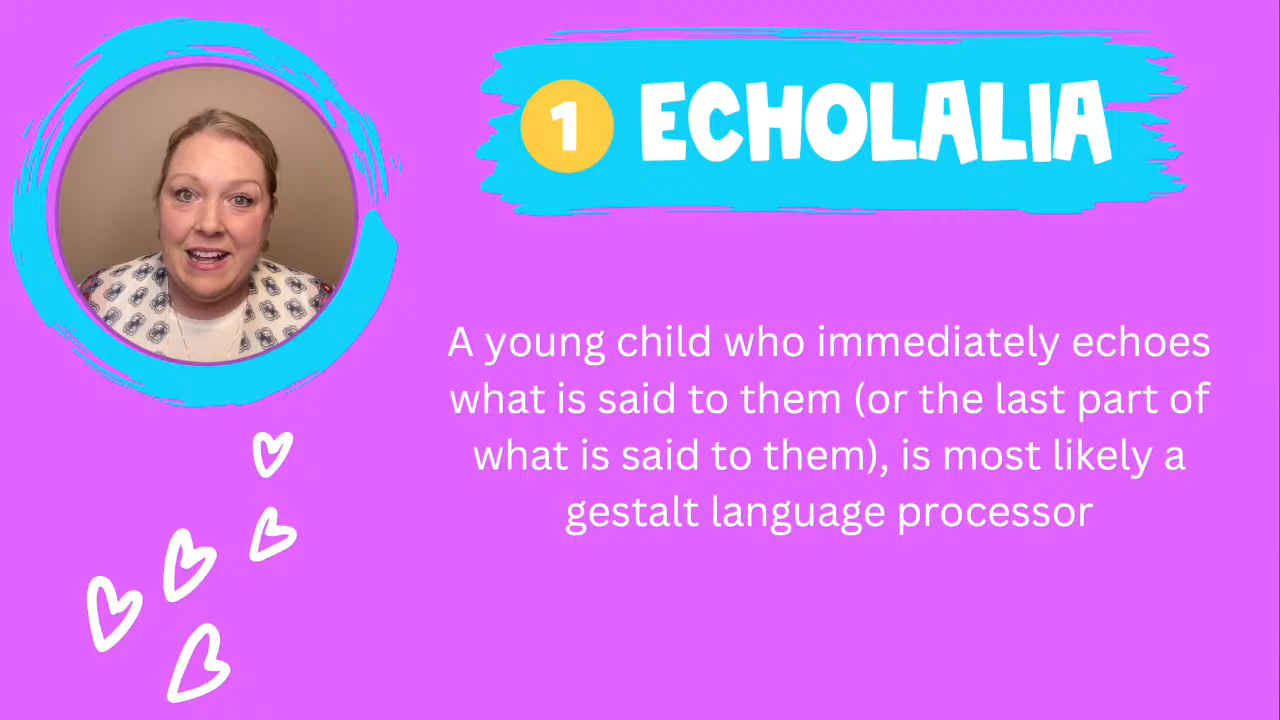 1 ECHOLALIA
A young child who immediately echoes
what is said to them (or the last part of
what is said to them), is most likely a
gestalt language processor